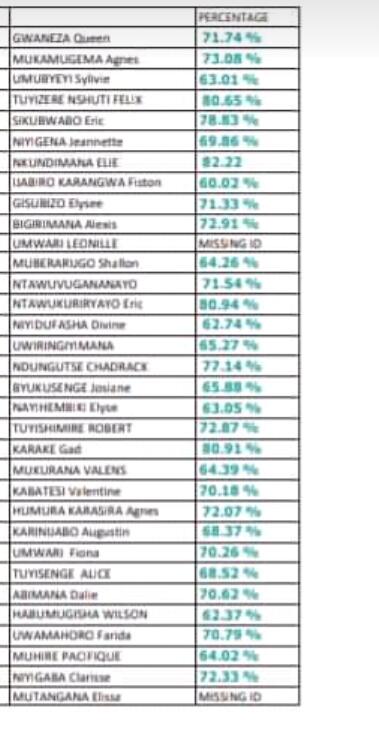 PERCENTAGE
GWANEZA Queen 71.74 %
MUKAMUGEMA Agnes 73.08 %
UMUBYEYI Sylivie 63.01 %
TUYIZERE NSHUTI FELIX 80.65 %
SIKUBWABO Eric 78.83 %
NIYIGENA Jeannette 69.86 %
NKUNDIMANA ELIE 82.22
IJABIRO KARANGWA Fiston 60.02 %
GISUBIZO Elysee 71.33 %
BIGIRIMANA Alexis 72.91 %
UMWARI LEONILLE MISSING ID
MUBERARUGO Shallon 64.26 %
NTAWUVUGANANAYO 71.54 %
NTAWUKURIRYAYO Eric 80.94 %
NIYIDUFASHA Divine 62.74 %
UWIRINGIYIMANA 65.27 %
NDUNGUTSE CHADRACK 77.14 %
BYUKUSENGE Josiane 65.88 %
NAYIHEMBIKI Elyse 63.05 %
TUYISHIMIRE ROBERT 72.87 %
KARAKE Gad 80.91 %
MUKURANA VALENS 64.39 %
KABATESI Valentine 70.18 %
HUMURA KARASIRA Agnes 72.07 %
KARINIJABO Augustin 68.37 %
UMWARI Fiona 70.26 %
TUYISENGE ALICE 68.52 %
ABIMANA Dalie 70.62 %
HABUMUGISHA WILSON 62.37 %
UWAMAHORO Farida 70.79 %
MUHIRE PACIFIQUE 64.02 %
NIYIGABA Clarisse 72.33 %
MUTANGANA Elissa MISSING ID